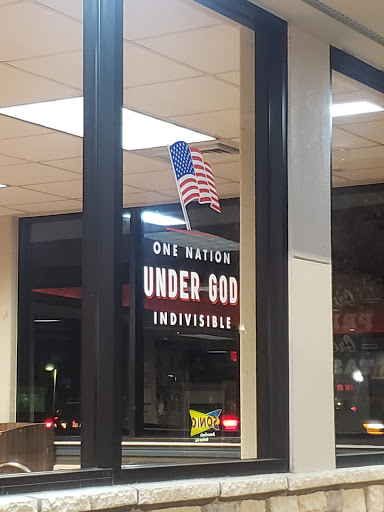 ONE NATION
UNDER GOD
INDIVISIBLE
SONIC